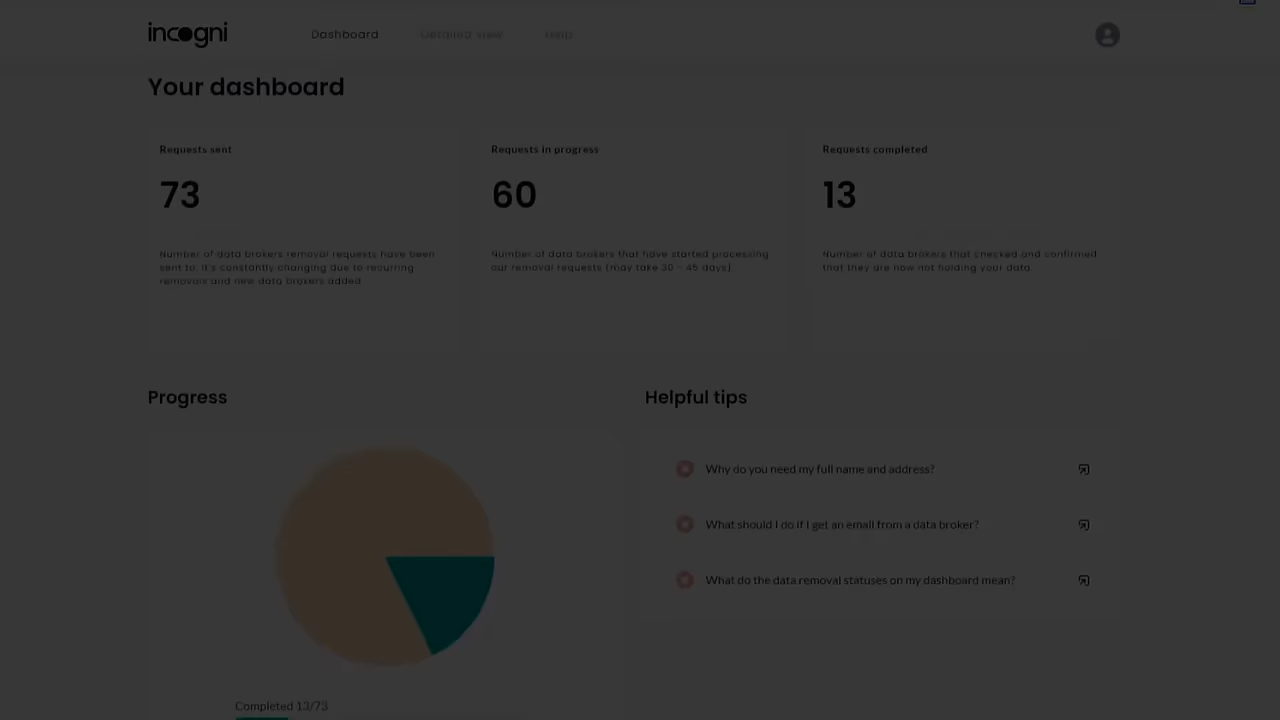 incogni
Dashboard
Detailed view
Help
Your dashboard
Requests sent
73
Number of data brokers removal requests have been
sent to. It's constantly changing due to recurring
removals and new data brokers added
Requests in progress
60
Number of data brokers that have started processing
our removal requests (may take 30 - 45 days)
Requests completed
13
Number of data brokers that checked and confirmed
that they are now not holding your data.
Progress
Completed 13/73
Helpful tips
Why do you need my full name and address?
What should I do if I get an email from a data broker?
What do the data removal statuses on my dashboard mean?